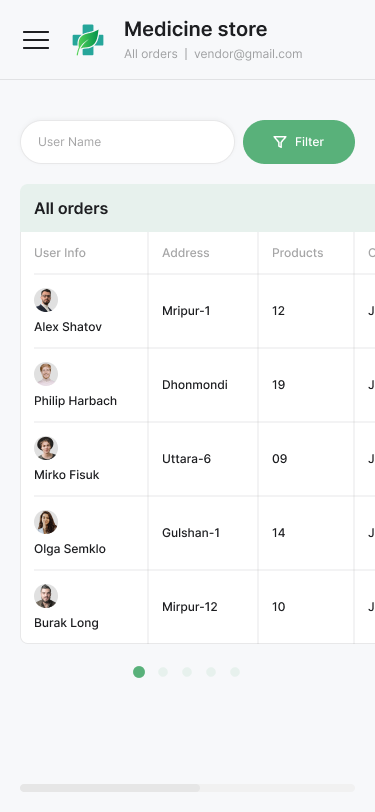 Medicine store
All orders | vendor@gmail.com
User Name
Filter
All orders
User Info Address Products
Alex Shatov Mripur-1 12 J
Philip Harbach Dhonmondi 19 J
Mirko Fisuk Uttara-6 09 J
Olga Semklo Gulshan-1 14 J
Burak Long Mirpur-12 10 J